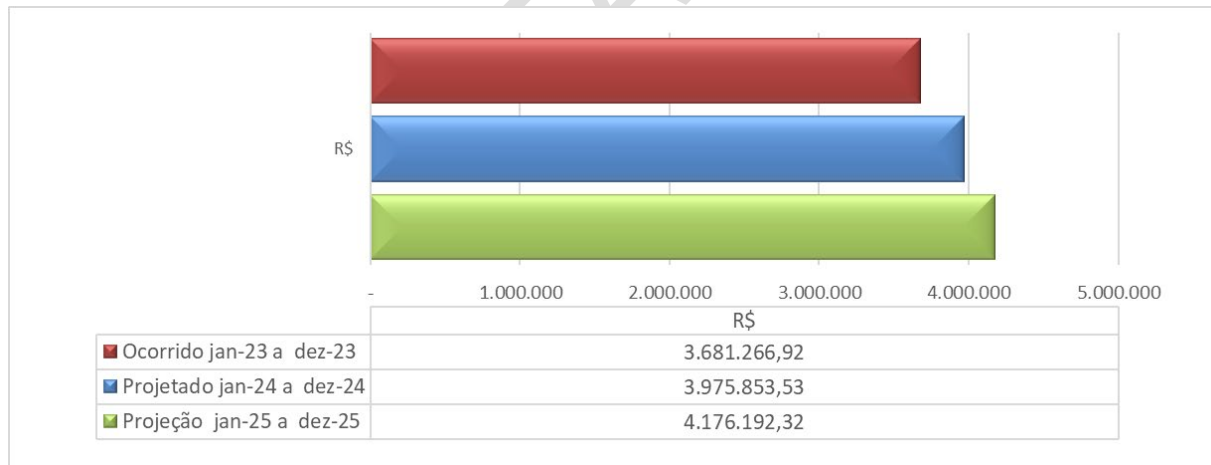 R$
- 1.000.000 2.000.000 3.000.000 4.000.000 5.000.000
R$
Ocorrido jan-23 a dez-23 3.681.266,92
Projetado jan-24 a dez-24 3.975.853,53
Projeção jan-25 a dez-25 4.176.192,32